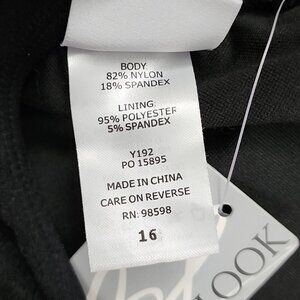 BODY:
82% NYLON
18% SPANDEX
LINING:
95% POLYESTER
5% SPANDEX
Y192
PO 15895
MADE IN CHINA
CARE ON REVERSE
RN: 98598
16
LOOK